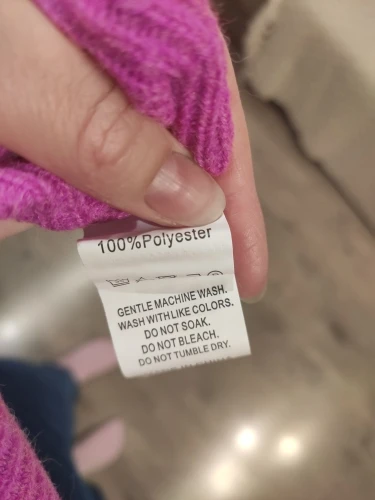 100%Polyester
GENTLE MACHINE WASH.
WASH WITH LIKE COLORS.
DO NOT SOAK.
DO NOT BLEACH.
DO NOT TUMBLE DRY.